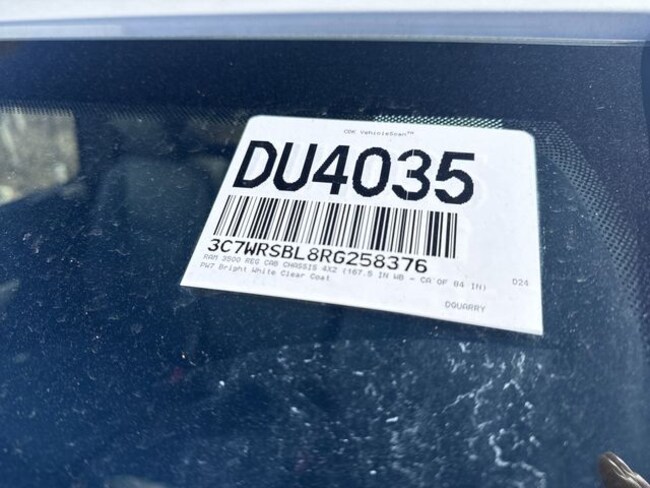 CDK VehicleScan™
DU4035
3C7WRSBL8RG258376
RAM 3500 REG CAB CHASSIS 4X2 (167.5 IN WB - CA OF 84 IN) D24
PW7 Bright White Clear Coat
DQUARRY